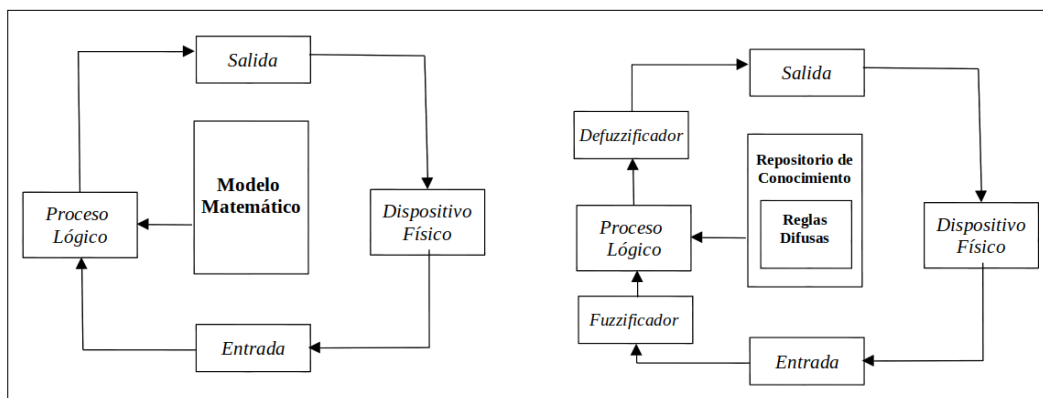 Salida
Modelo
Matemático
Proceso
Lógico
Dispositivo
Físico
Entrada
Salida
Defuzzificador
Repositorio de
Conocimiento
Reglas
Difusas
Proceso
Lógico
Dispositivo
Físico
Fuzzificador
Entrada